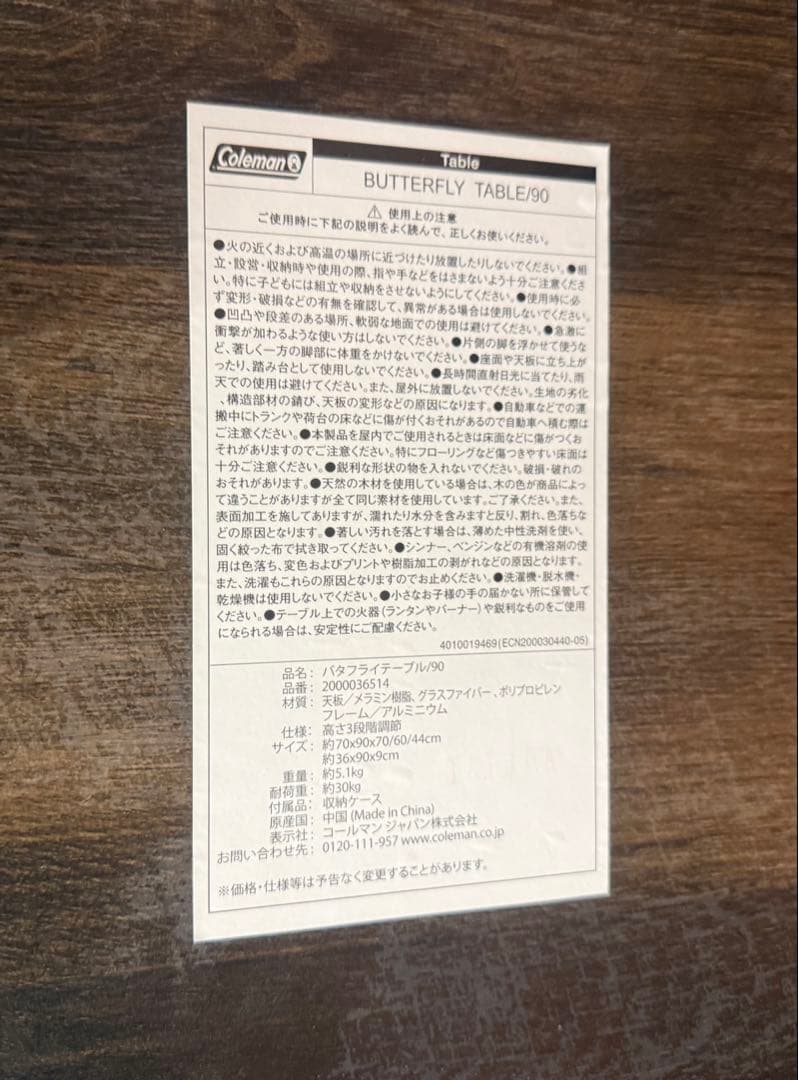 Coleman
Table
BUTTERFLY TABLE/90
⚠ 使用上の注意
ご使用時に下記の説明をよく読んで、正しくお使いください。
●火の近くおよび高温の場所に近づけたり放置したりしないでください。●組
立・設営・収納時や使用の際、指や手などをはさまないよう十分ご注意くださ
い。特に子どもには組立や収納をさせないようにしてください。●使用時に必
ず変形・破損などの有無を確認して、異常がある場合は使用しないでください。
●凹凸や段差のある場所、軟弱な地面での使用は避けてください。●急激に
衝撃が加わるような使い方はしないでください。●片側の脚を浮かせて使うな
ど、著しく一方の脚部に体重をかけないでください。●座面や天板に立ち上が
ったり、踏み台として使用しないでください。●長時間直射日光に当てたり、雨
天での使用は避けてください。また、屋外に放置しないでください。生地の劣化
、構造部材の錆び、天板の変形などの原因になります。●自動車などでの運
搬中にトランクや荷台の床などに傷が付くおそれがあるので自動車へ積む際は
ご注意ください。●本製品を屋内でご使用されるときは床面などに傷がつくお
それがありますのでご注意ください。特にフローリングなど傷つきやすい床面は
十分ご注意ください。●鋭利な形状の物を入れないでください。破損・破れの
おそれがあります。●天然の木材を使用している場合は、木の色が商品によっ
て違うことがありますが全て同じ素材を使用しています。ご了承ください。また、
表面加工を施してありますが、濡れたり水分を含みますと反り、割れ、色落ちな
どの原因となります。●著しい汚れを落とす場合は、薄めた中性洗剤を使い、
固く絞った布で拭き取ってください。●シンナー、ベンジンなどの有機溶剤の使
用は色落ち、変色およびプリントや樹脂加工の剥がれなどの原因となります。
また、洗濯もこれらの原因となりますのでお止めください。●洗濯機・脱水機・
乾燥機は使用しないでください。●小さなお子様の手の届かない所に保管して
ください。●テーブル上での火器(ランタンやバーナー)や鋭利なものをご使用
になられる場合は、安定性にご配慮ください。
4010019469(ECN200030440-05)
品名: バタフライテーブル/90
品番: 2000036514
材質: 天板/メラミン樹脂、グラスファイバー、ポリプロピレン
フレーム/アルミニウム
仕様: 高さ3段階調節
サイズ: 約70x90x70/60/44cm
約36x90x9cm
重量: 約5.1kg
耐荷重: 約30kg
付属品: 収納ケース
原産国: 中国 (Made in China)
表示社: コールマン ジャパン株式会社
お問い合わせ先: 0120-111-957 www.coleman.co.jp
※価格・仕様等は予告なく変更することがあります。